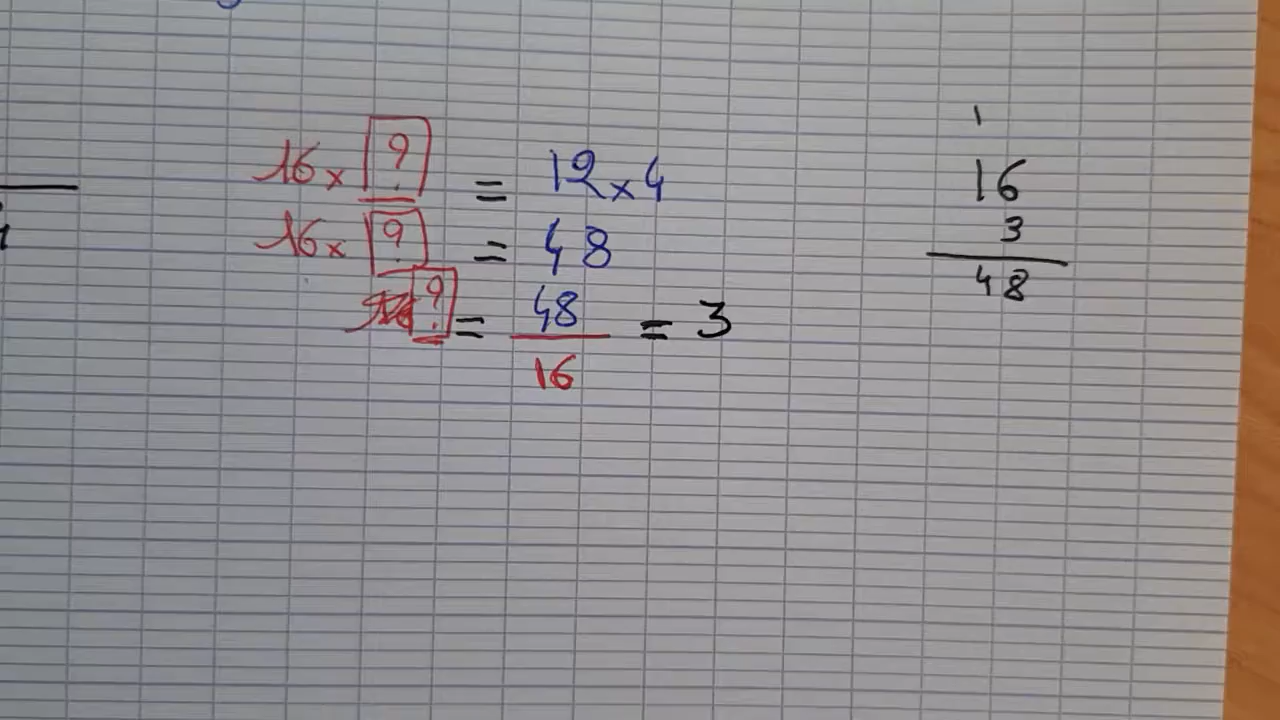 16 × ? = 12 × 4
16 × ? = 48
? = 48/16 = 3
1
16
3
48